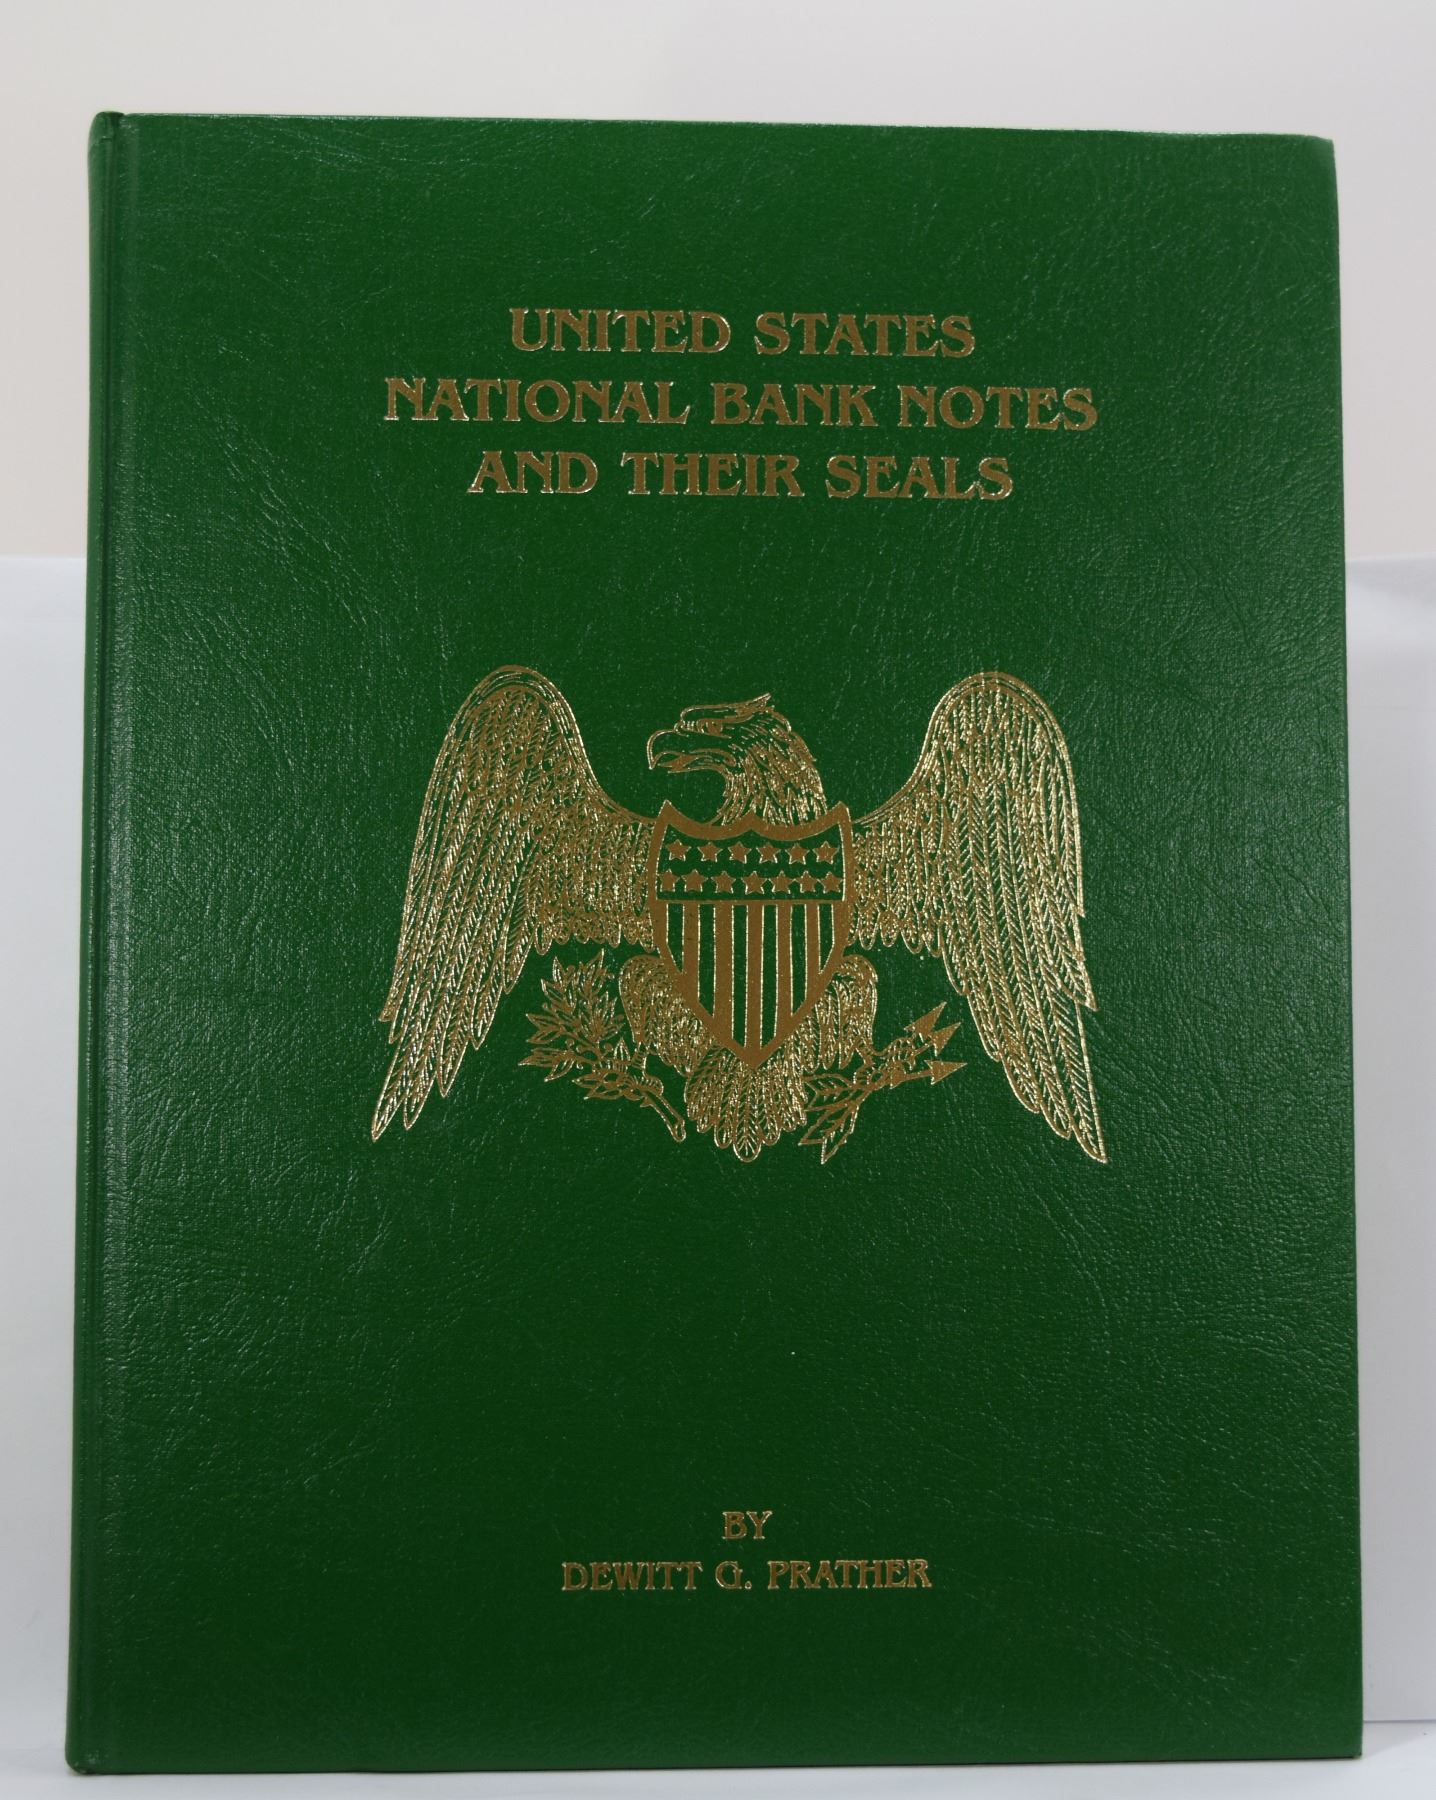 UNITED STATES
NATIONAL BANK NOTES
AND THEIR SEALS
BY
DEWITT G. PRATHER